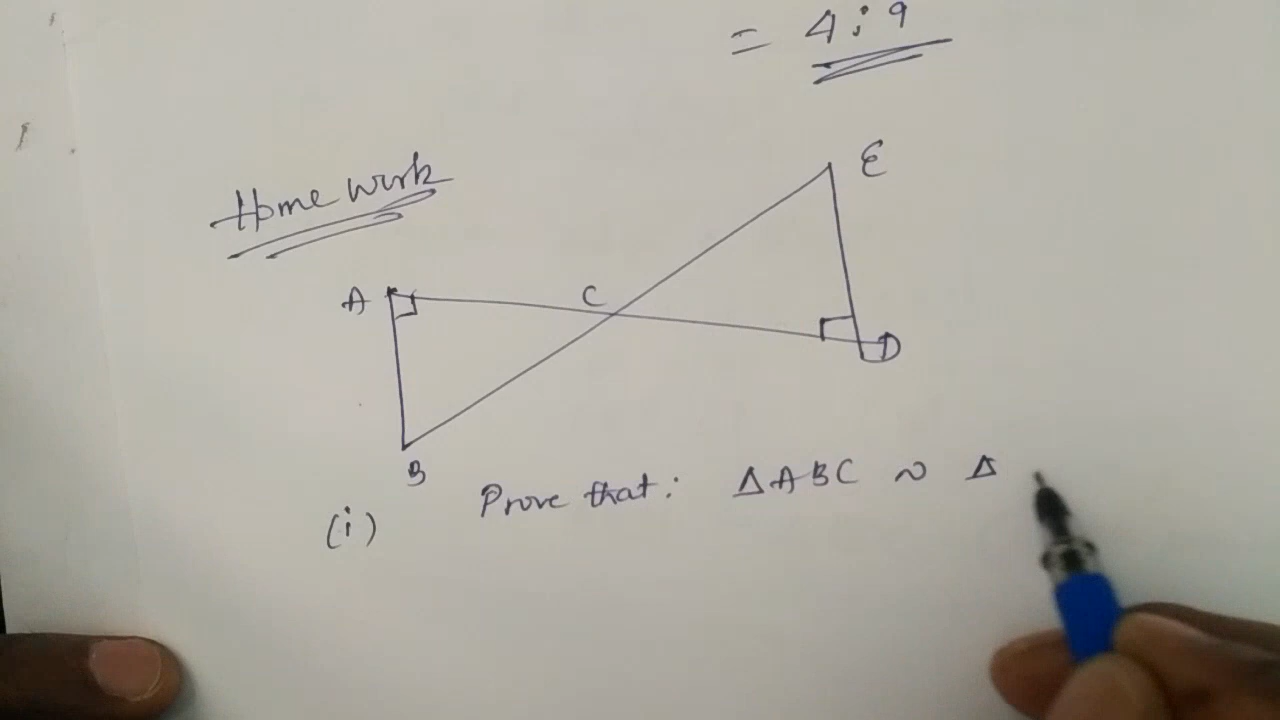 = 4:9
Home Work
E
A
C
D
B
(i) Prove that: ΔABC ~ Δ